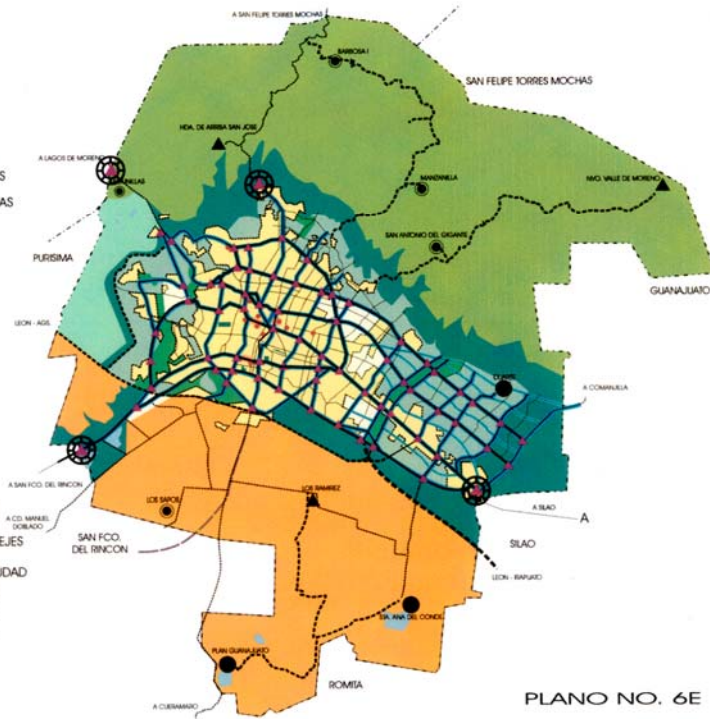 A SAN FELIPE TORRES MOCHAS
BARBOSA I
SAN FELIPE TORRES MOCHAS
HDA. DE ARRIBA SAN JOSE
A LAGOS DE MORENO
S
AS
MANZANILLA
NVO. VALLE DE MORENO
SAN ANTONIO DEL GIGANTE
PURISIMA
GUANAJUATO
LEON - AGS.
DUARTE
A COMANJILLA
A SAN FCO. DEL RINCON
LOS SAPOS
LOS RAMIREZ
A SILAO
A
A CD. MANUEL
DOBLADO
EJES
SAN FCO.
DEL RINCON
SILAO
IDAD
LEON - IRAPUATO
STA. ANA DEL CONDE
PLAN GUANAJUATO
ROMITA
A CUERAMARO
PLANO NO. 6E